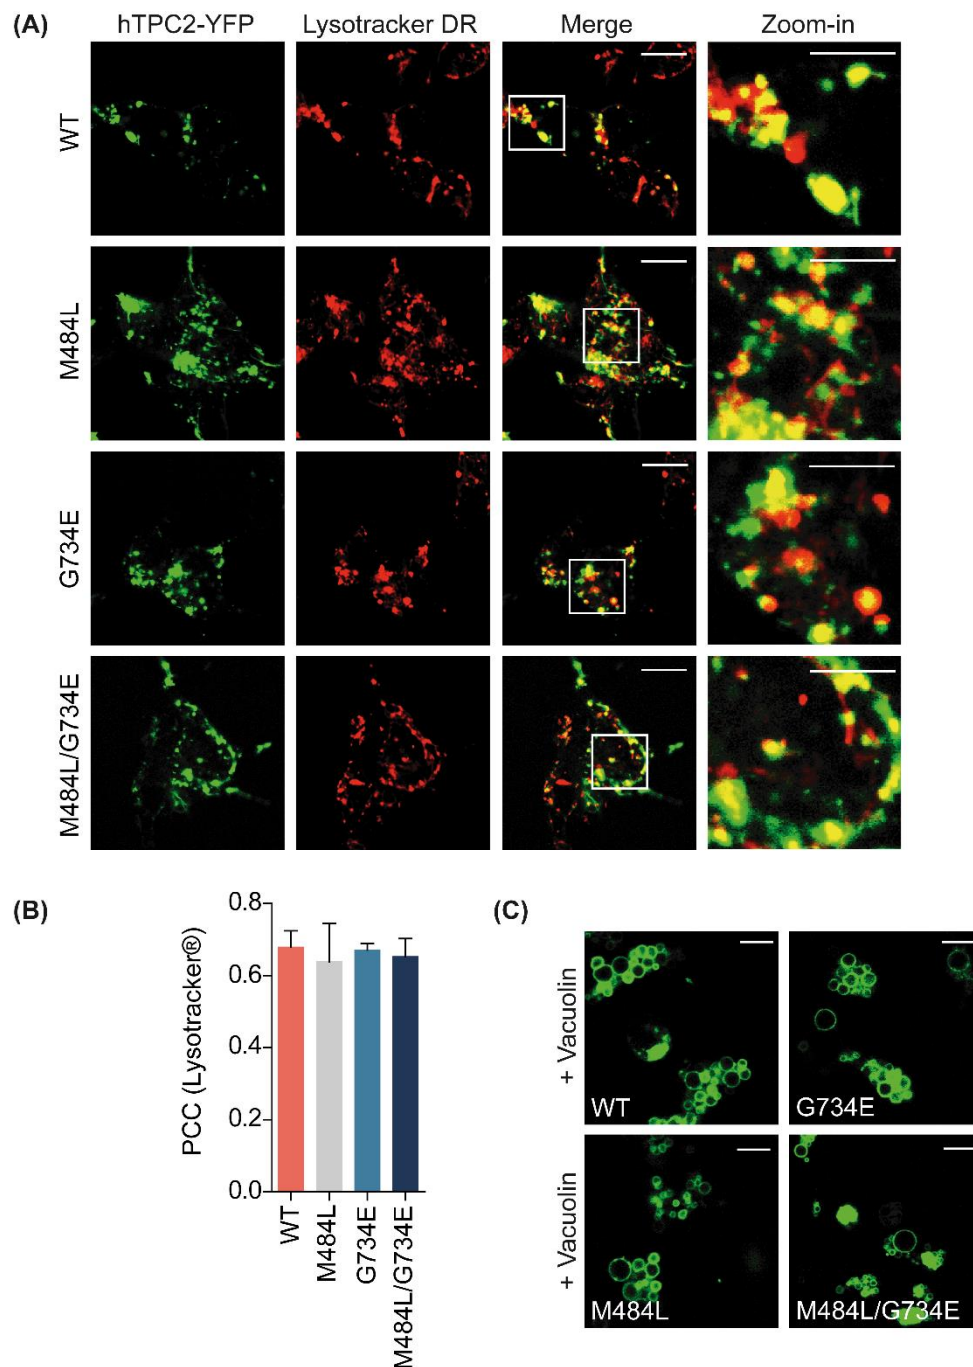 (A)
hTPC2-YFP
Lysotracker DR
Merge
Zoom-in
WT
M484L
G734E
M484L/G734E
(B)
PCC (Lysotracker®)
0.8
0.6
0.4
0.2
0.0
WT
M484L
G734E
M484L/G734E
(C)
+ Vacuolin
WT
G734E
+ Vacuolin
M484L
M484L/G734E